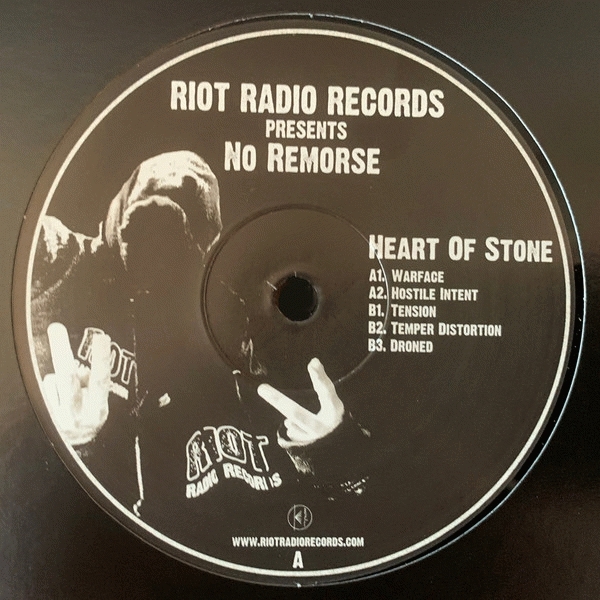 RIOT RADIO RECORDS
PRESENTS
NO REMORSE
HEART OF STONE
A1. WARFACE
A2. HOSTILE INTENT
B1. TENSION
B2. TEMPER DISTORTION
B3. DRONED
RIOT
RIOT
RADIO RECORDS
WWW.RIOTRADIORECORDS.COM
A